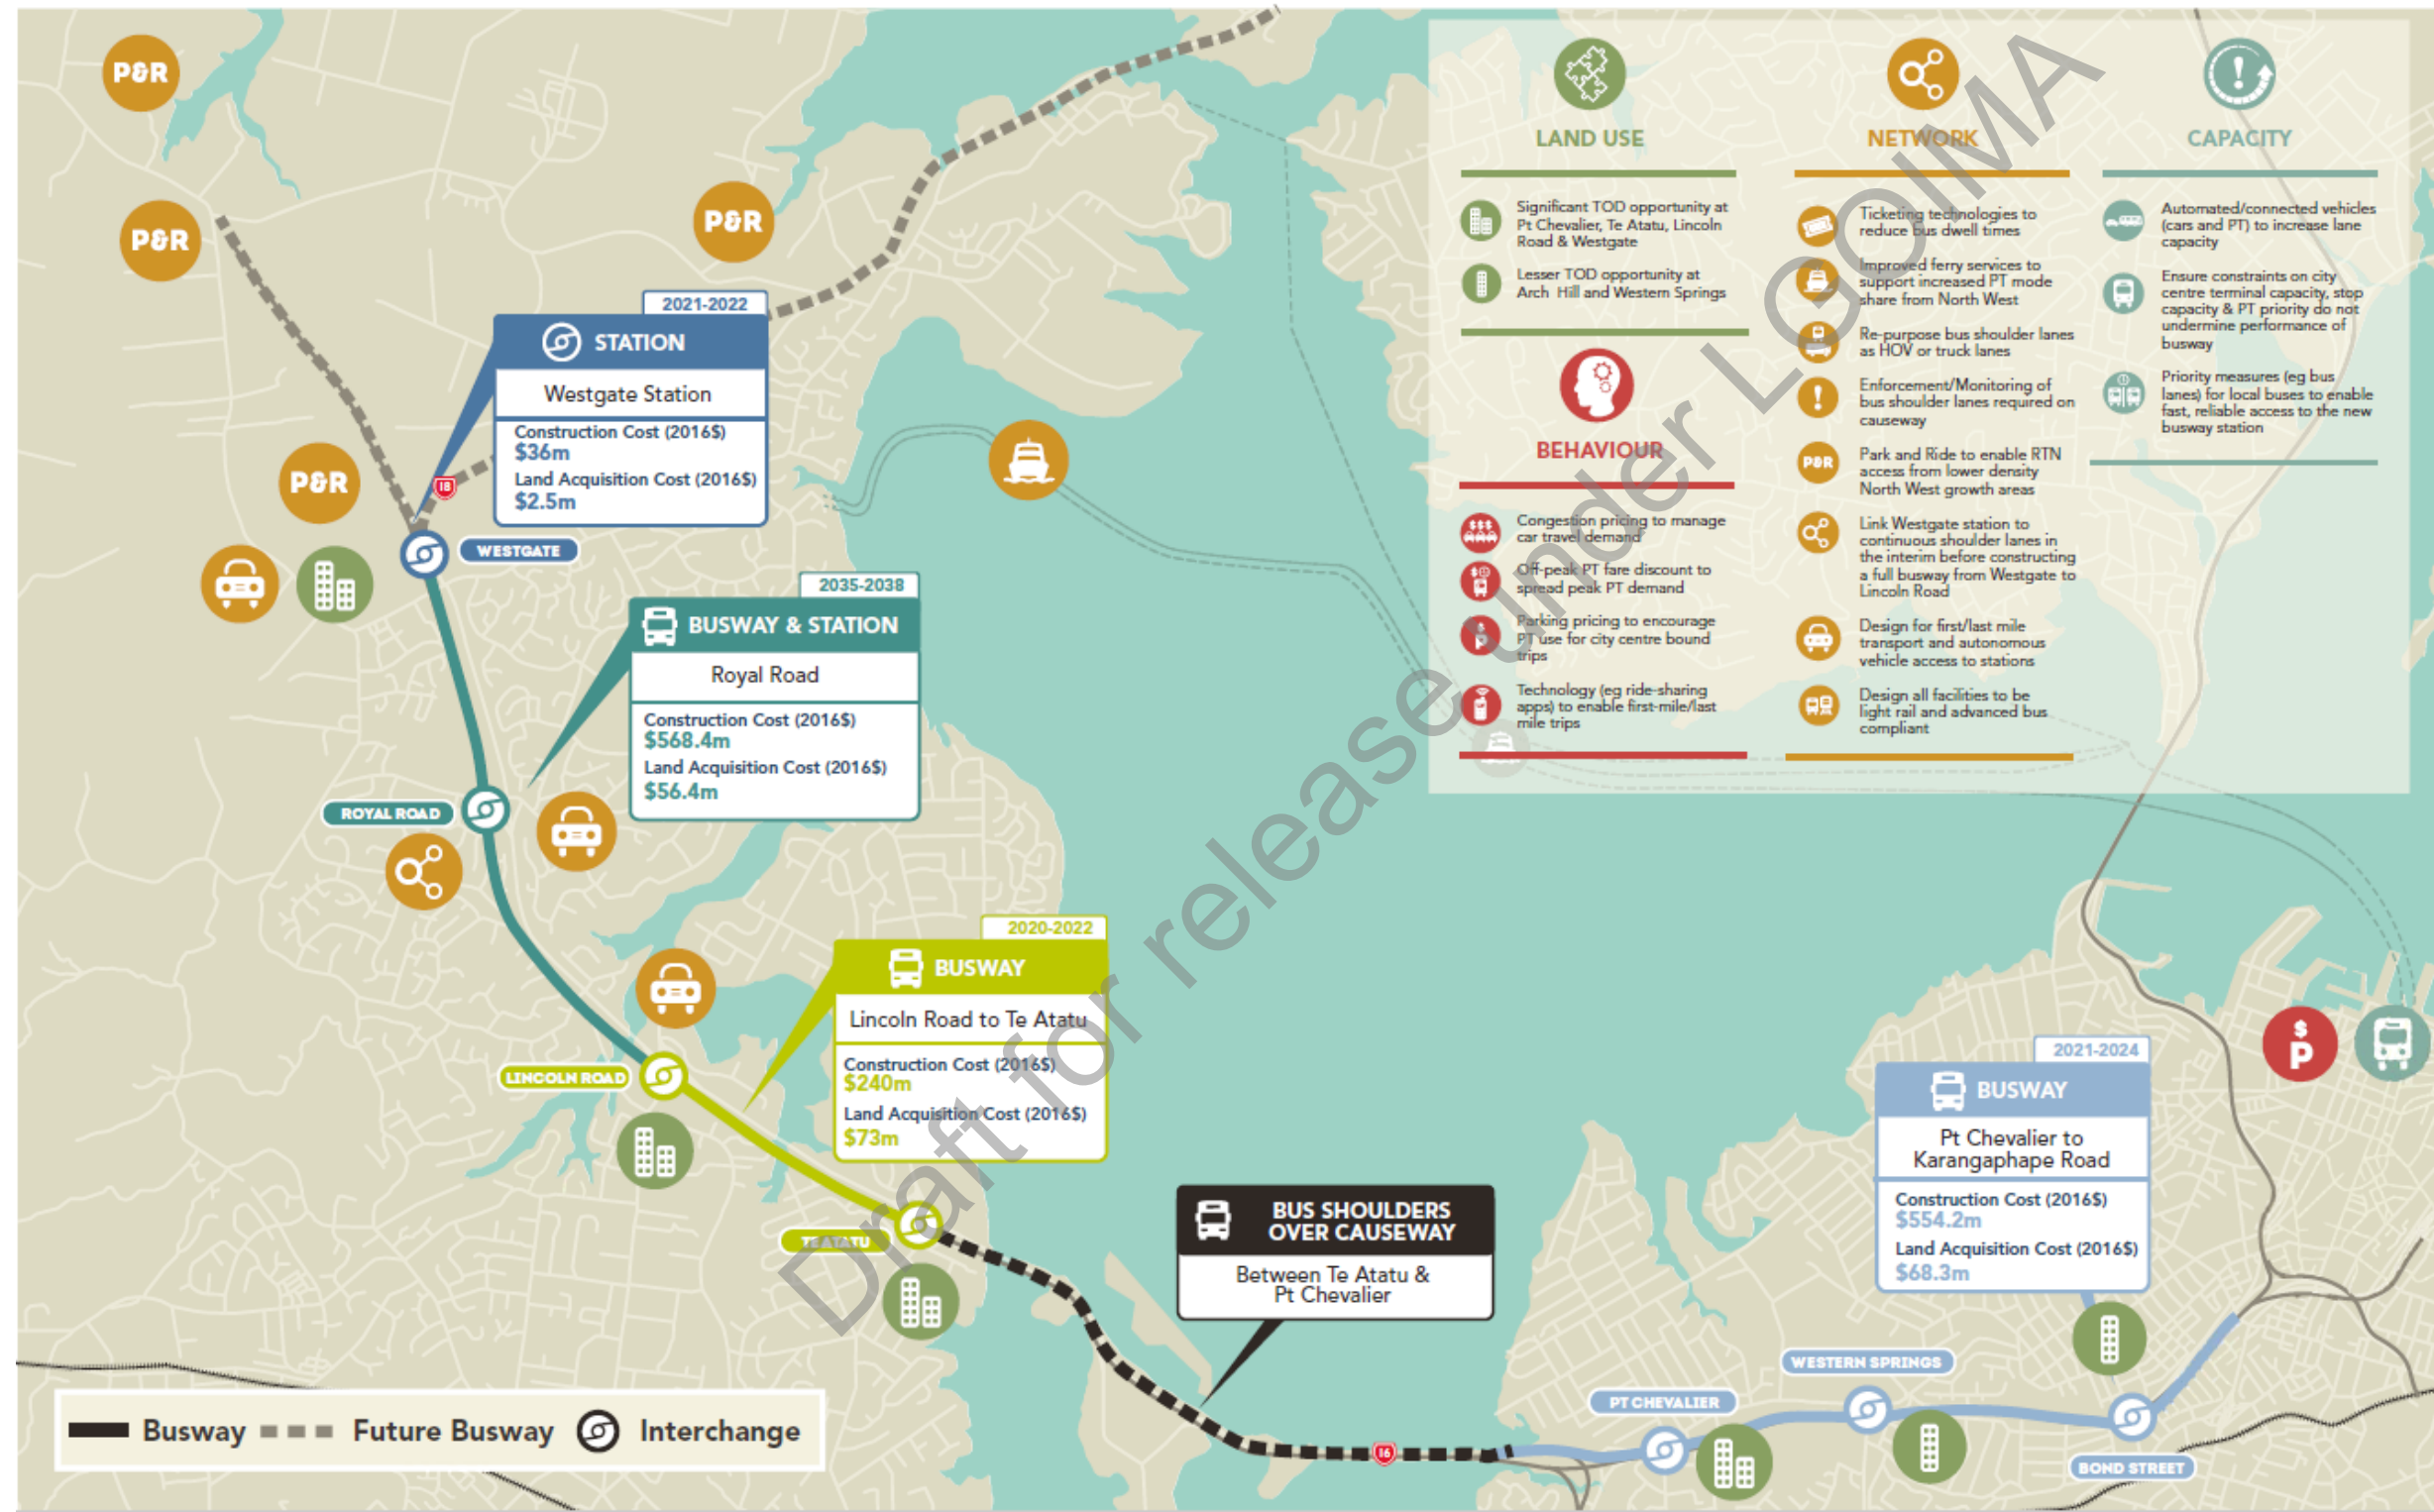 P&R
P&R
P&R
P&R
2021-2022
STATION
Westgate Station
Construction Cost (2016$)
$36m
Land Acquisition Cost (2016$)
$2.5m
18
WESTGATE
2035-2038
BUSWAY & STATION
Royal Road
Construction Cost (2016$)
$568.4m
Land Acquisition Cost (2016$)
$56.4m
ROYAL ROAD
2020-2022
BUSWAY
Lincoln Road to Te Atatu
Construction Cost (2016$)
$240m
Land Acquisition Cost (2016$)
$73m
LINCOLN ROAD
TE ATATU
BUS SHOULDERS
OVER CAUSEWAY
Between Te Atatu &
Pt Chevalier
16
2021-2024
BUSWAY
Pt Chevalier to
Karangaphape Road
Construction Cost (2016$)
$554.2m
Land Acquisition Cost (2016$)
$68.3m
$
P
PT CHEVALIER
WESTERN SPRINGS
BOND STREET
LAND USE
Significant TOD opportunity at
Pt Chevalier, Te Atatu, Lincoln
Road & Westgate
Lesser TOD opportunity at
Arch Hill and Western Springs
BEHAVIOUR
$$$
Congestion pricing to manage
car travel demand
Off-peak PT fare discount to
spread peak PT demand
Parking pricing to encourage
PT use for city centre bound
trips
Technology (eg ride-sharing
apps) to enable first-mile/last
mile trips
NETWORK
Ticketing technologies to
reduce bus dwell times
Improved ferry services to
support increased PT mode
share from North West
Re-purpose bus shoulder lanes
as HOV or truck lanes
Enforcement/Monitoring of
bus shoulder lanes required on
causeway
P&R
Park and Ride to enable RTN
access from lower density
North West growth areas
Link Westgate station to
continuous shoulder lanes in
the interim before constructing
a full busway from Westgate to
Lincoln Road
Design for first/last mile
transport and autonomous
vehicle access to stations
Design all facilities to be
light rail and advanced bus
compliant
CAPACITY
Automated/connected vehicles
(cars and PT) to increase lane
capacity
Ensure constraints on city
centre terminal capacity, stop
capacity & PT priority do not
undermine performance of
busway
Priority measures (eg bus
lanes) for local buses to enable
fast, reliable access to the new
busway station
Busway
Future Busway
Interchange
Draft for release under LGOIMA